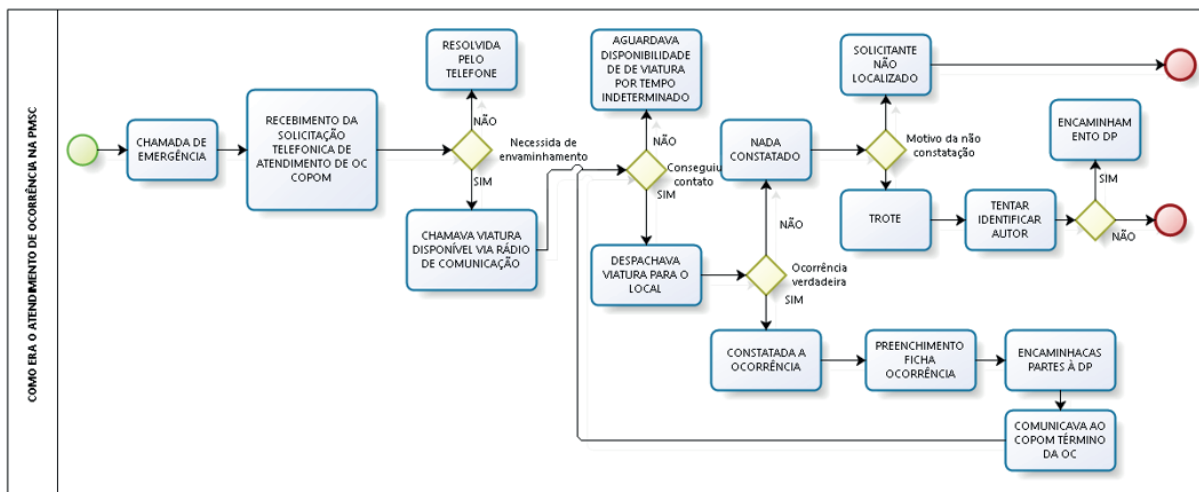 COMO ERA O ATENDIMENTO DE OCORRÊNCIA NA PMSC
CHAMADA DE
EMERGÊNCIA
RECEBIMENTO DA
SOLICITAÇÃO
TELEFONICA DE
ATENDIMENTO DE OC
COPOM
RESOLVIDA
PELO
TELEFONE
NÃO
SIM
Necessida de
envaminhamento
CHAMAVA VIATURA
DISPONÍVEL VIA RÁDIO
DE COMUNICAÇÃO
AGUARDAVA
DISPONIBILIDADE
DE DE VIATURA
POR TEMPO
INDETERMINADO
NÃO
Conseguiu
contato
SIM
DESPACHAVA
VIATURA PARA O
LOCAL
NADA
CONSTATADO
NÃO
Ocorrência
verdadeira
SIM
SOLICITANTE
NÃO
LOCALIZADO
Motivo da não
constatação
TROTE
TENTAR
IDENTIFICAR
AUTOR
ENCAMINHAM
ENTO DP
SIM
NÃO
CONSTATADA A
OCORRÊNCIA
PREENCHIMENTO
FICHA
OCORRÊNCIA
ENCAMINHACAS
PARTES À DP
COMUNICAVA AO
COPOM TÉRMINO
DA OC